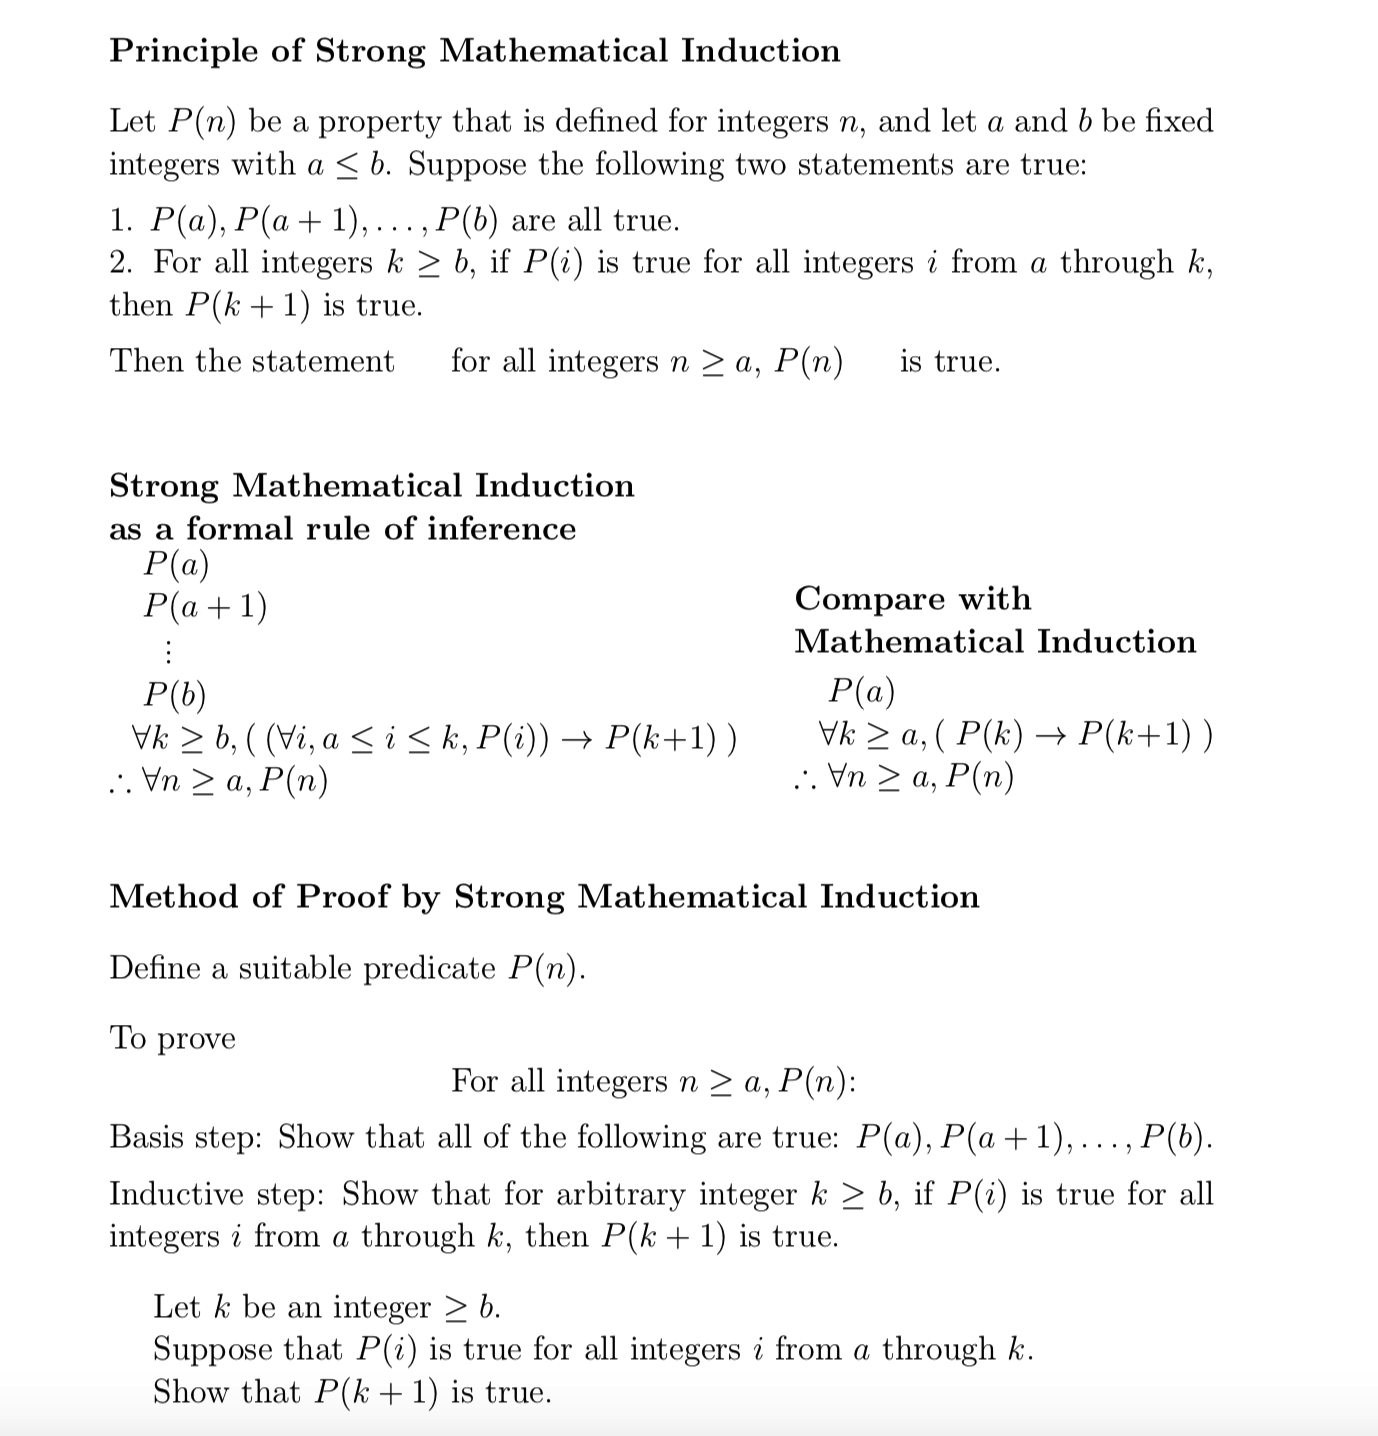 Principle of Strong Mathematical Induction
Let P(n) be a property that is defined for integers n, and let a and b be fixed
integers with a ≤ b. Suppose the following two statements are true:
1. P(a), P(a + 1), . . . , P(b) are all true.
2. For all integers k ≥ b, if P(i) is true for all integers i from a through k,
then P(k + 1) is true.
Then the statement for all integers n ≥ a, P(n) is true.
Strong Mathematical Induction
as a formal rule of inference
P(a)
P(a + 1)
⋮
P(b)
∀k ≥ b, ( (∀i, a ≤ i ≤ k, P(i)) → P(k+1) )
∴ ∀n ≥ a, P(n)
Compare with
Mathematical Induction
P(a)
∀k ≥ a, ( P(k) → P(k+1) )
∴ ∀n ≥ a, P(n)
Method of Proof by Strong Mathematical Induction
Define a suitable predicate P(n).
To prove
For all integers n ≥ a, P(n):
Basis step: Show that all of the following are true: P(a), P(a + 1), . . . , P(b).
Inductive step: Show that for arbitrary integer k ≥ b, if P(i) is true for all
integers i from a through k, then P(k + 1) is true.
Let k be an integer ≥ b.
Suppose that P(i) is true for all integers i from a through k.
Show that P(k + 1) is true.